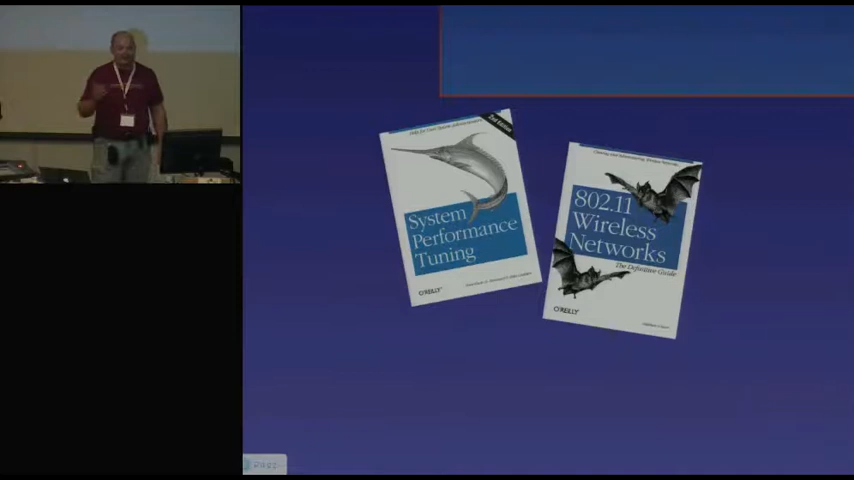 2nd Edition
System
Performance
Tuning
O'REILLY
802.11
Wireless
Networks
The Definitive Guide
O'REILLY